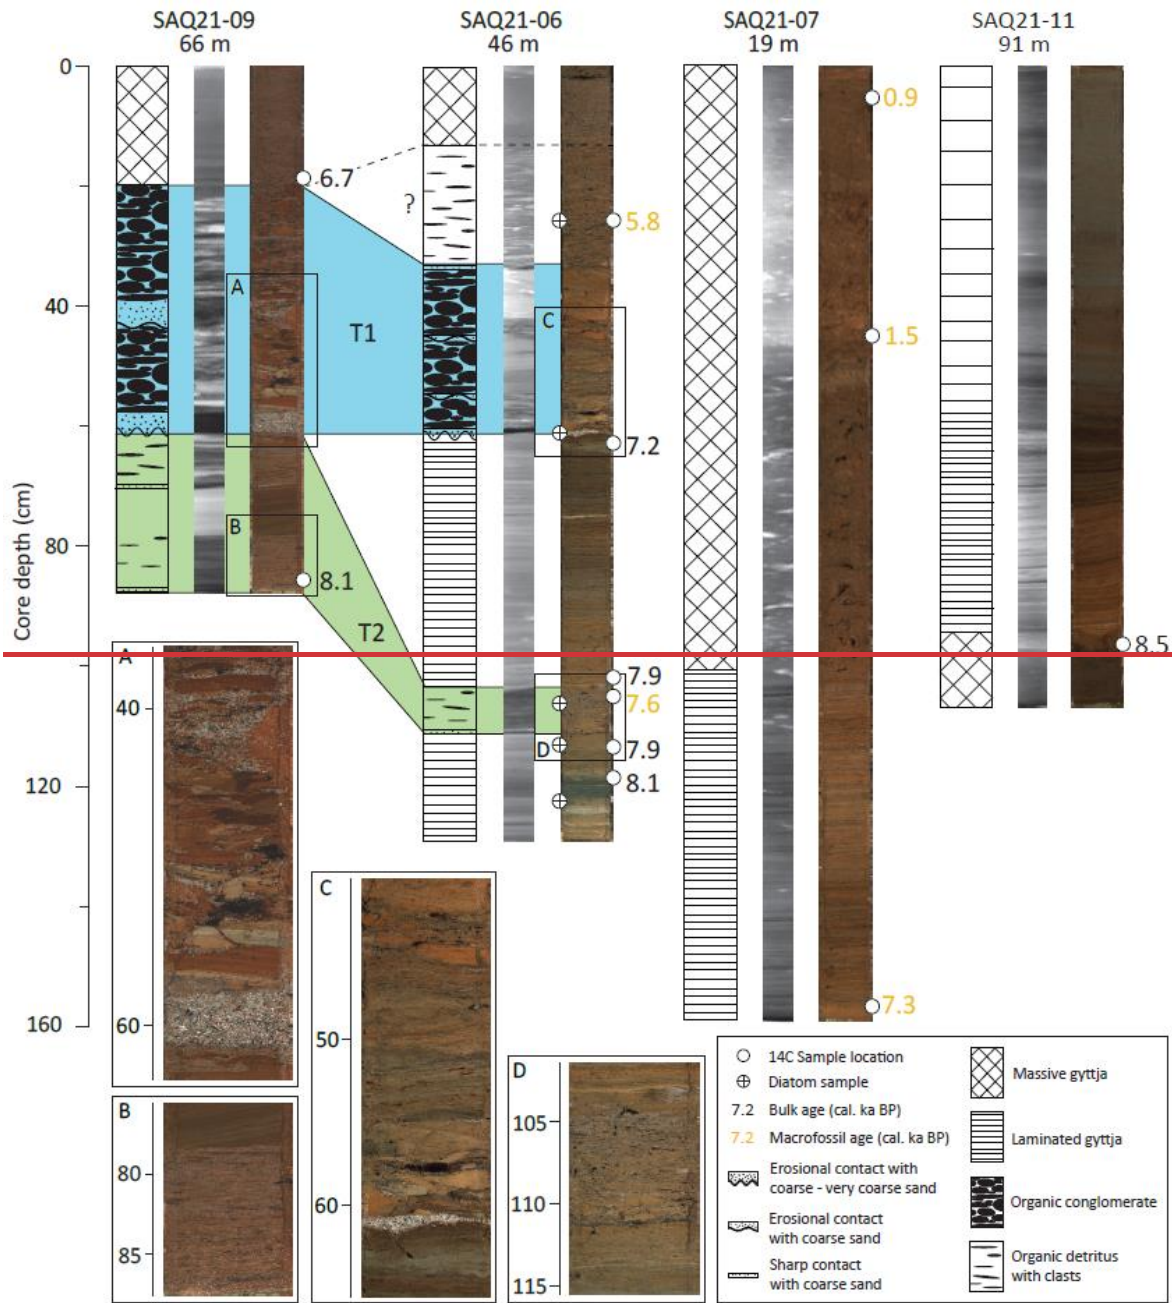 SAQ21-09
66 m
SAQ21-06
46 m
SAQ21-07
19 m
SAQ21-11
91 m
Core depth (cm)
0
40
80
120
160
6.7
8.1
A
B
T1
T2
?
C
D
5.8
7.2
7.9
7.6
7.9
8.1
0.9
1.5
7.3
8.5
A
40
60
B
80
85
C
50
60
D
105
110
115
14C Sample location
Diatom sample
7.2 Bulk age (cal. ka BP)
7.2 Macrofossil age (cal. ka BP)
Erosional contact with
coarse - very coarse sand
Erosional contact
with coarse sand
Sharp contact
with coarse sand
Massive gyttja
Laminated gyttja
Organic conglomerate
Organic detritus
with clasts